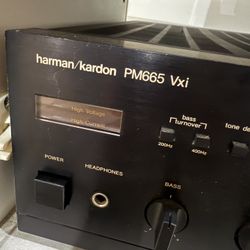 harman/kardon PM665 Vxi
High Voltage
High Current
bass
turnover
tone de
200Hz
400Hz
POWER
HEADPHONES
BASS